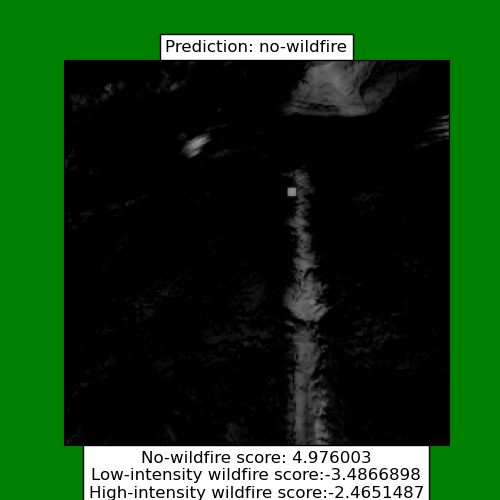 Prediction: no-wildfire
No-wildfire score: 4.976003
Low-intensity wildfire score:-3.4866898
High-intensity wildfire score:-2.4651487